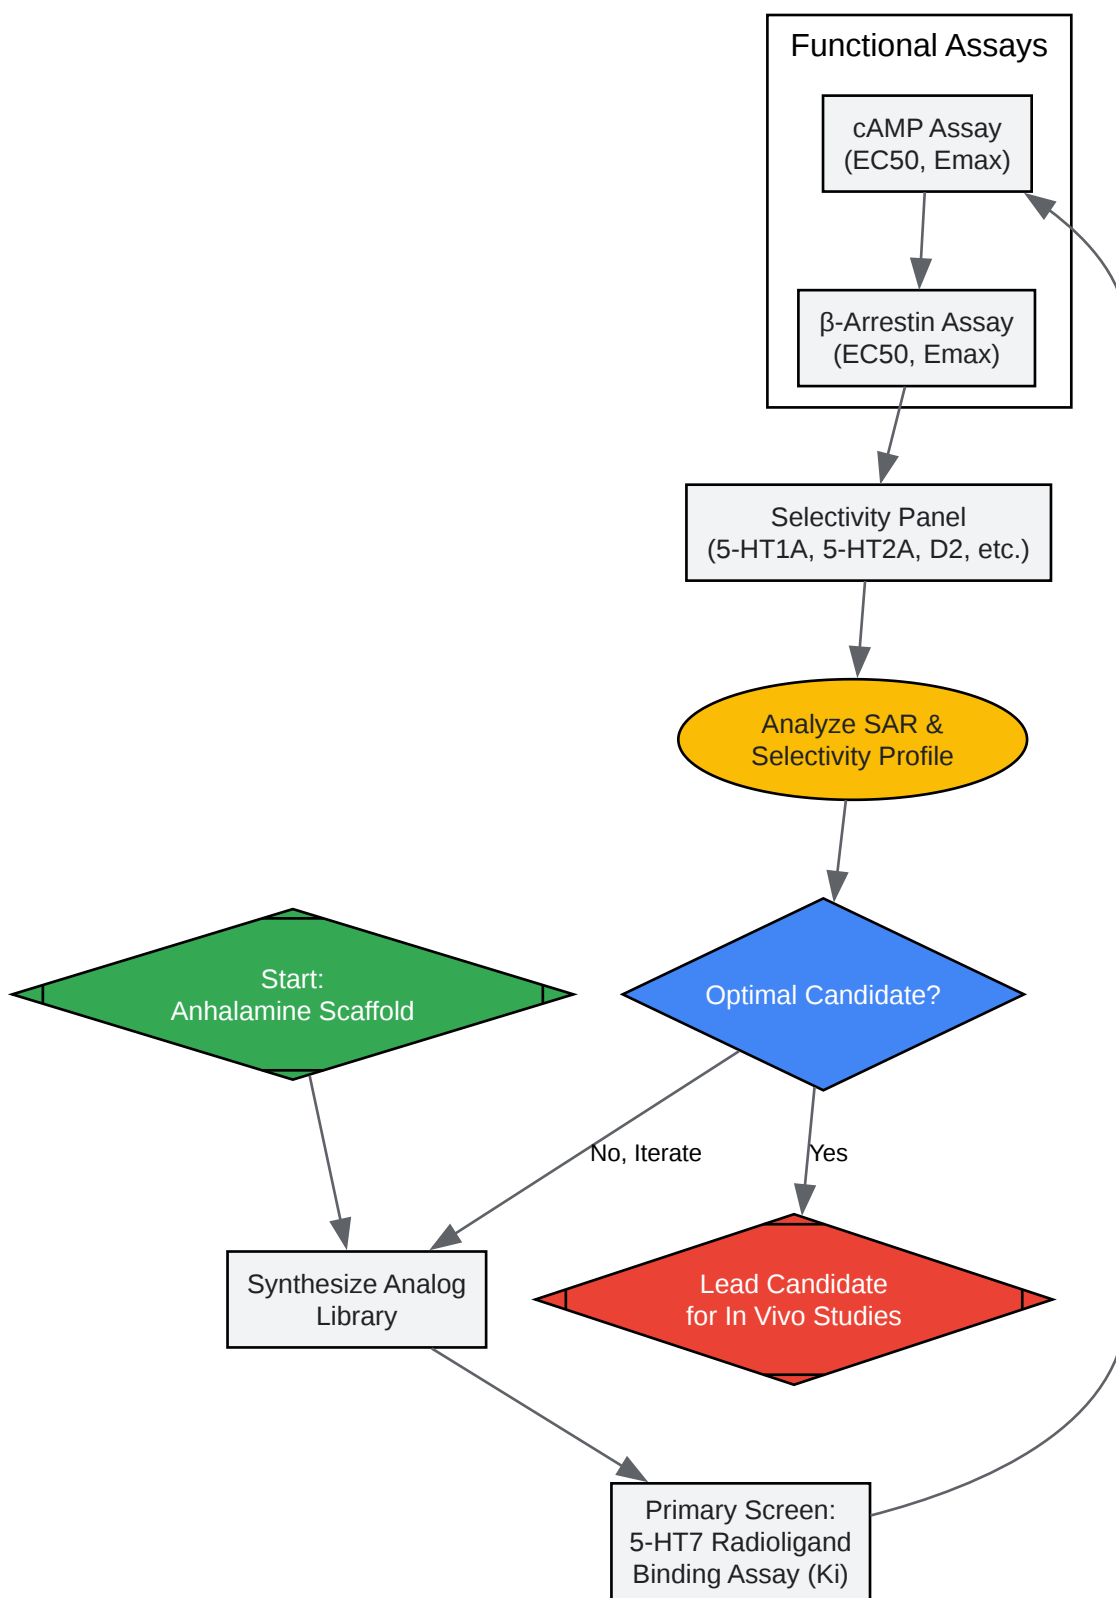 Functional Assays
cAMP Assay
(EC50, Emax)
β-Arrestin Assay
(EC50, Emax)
Selectivity Panel
(5-HT1A, 5-HT2A, D2, etc.)
Analyze SAR &
Selectivity Profile
Start:
Anhalamine Scaffold
Optimal Candidate?
No, Iterate
Yes
Synthesize Analog
Library
Lead Candidate
for In Vivo Studies
Primary Screen:
5-HT7 Radioligand
Binding Assay (Ki)